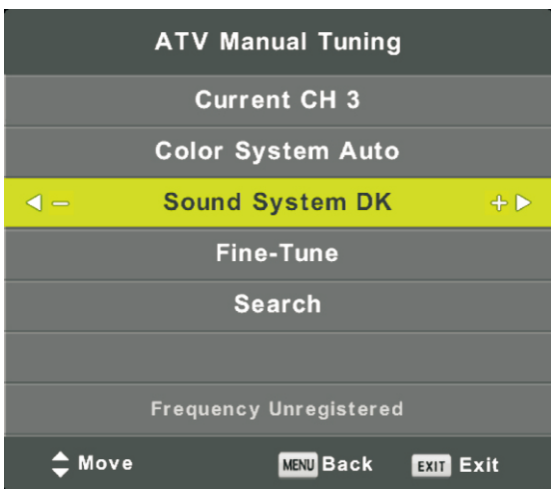 ATV Manual Tuning
Current CH 3
Color System Auto
− Sound System DK +
Fine-Tune
Search
Frequency Unregistered
Move MENU Back EXIT Exit